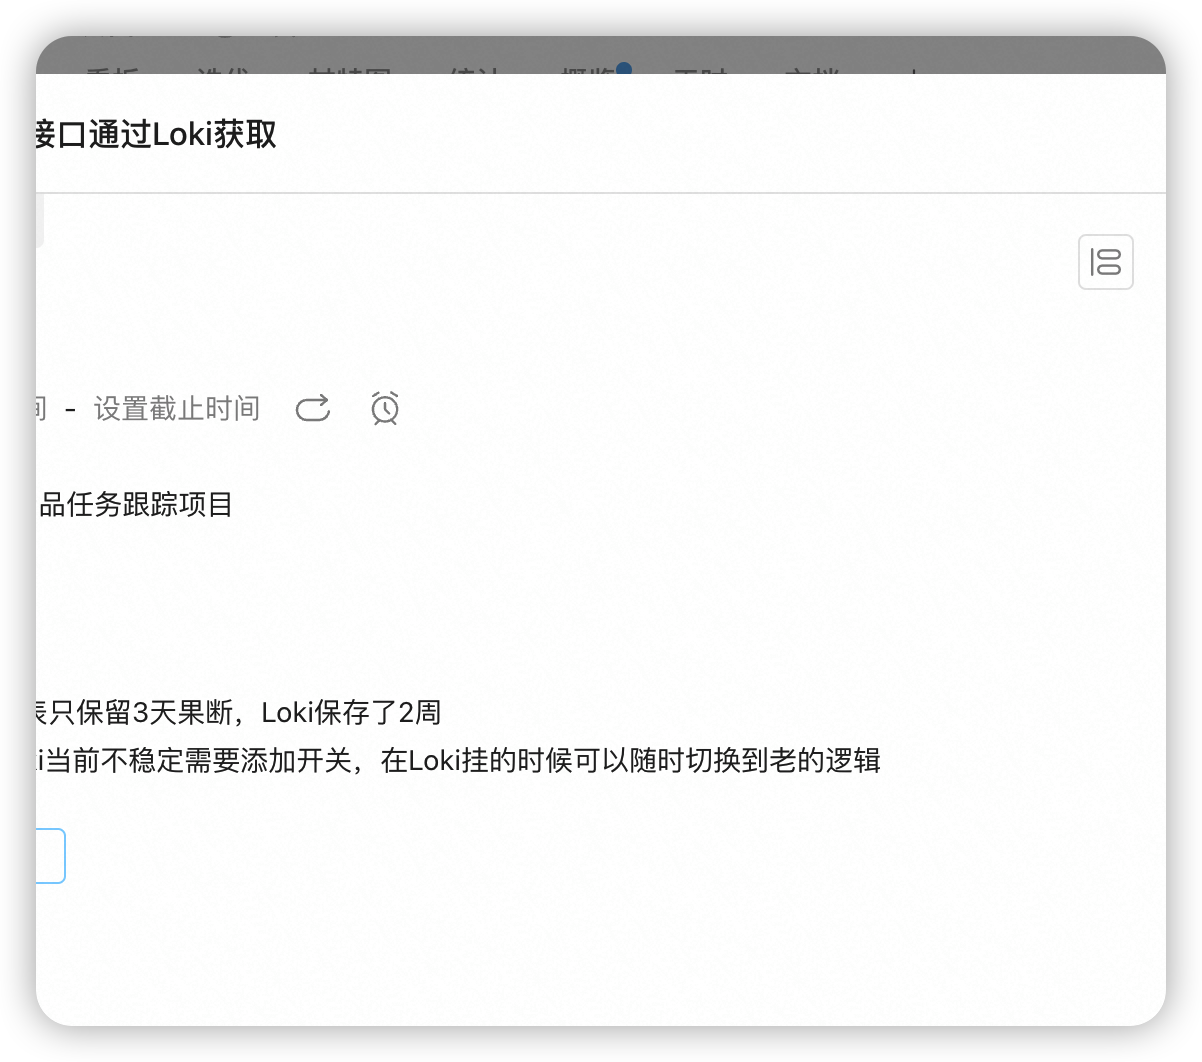 接口通过Loki获取
间 - 设置截止时间
品任务跟踪项目
表只保留3天果断，Loki保存了2周
ki当前不稳定需要添加开关，在Loki挂的时候可以随时切换到老的逻辑